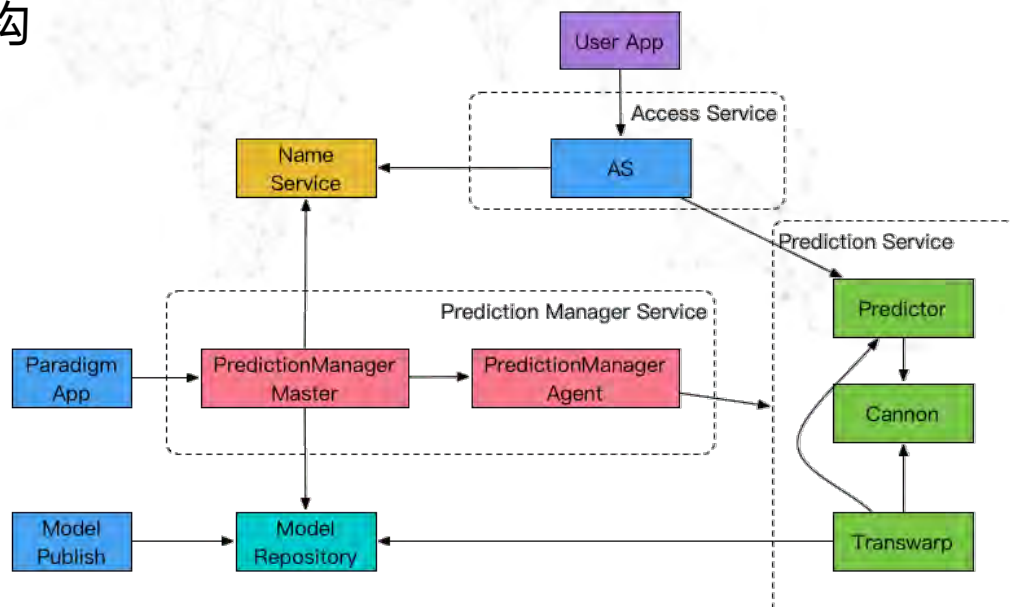 构
User App
Access Service
Name
Service
AS
Prediction Service
Predictor
Prediction Manager Service
Paradigm
App
PredictionManager
Master
PredictionManager
Agent
Cannon
Model
Publish
Model
Repository
Transwarp